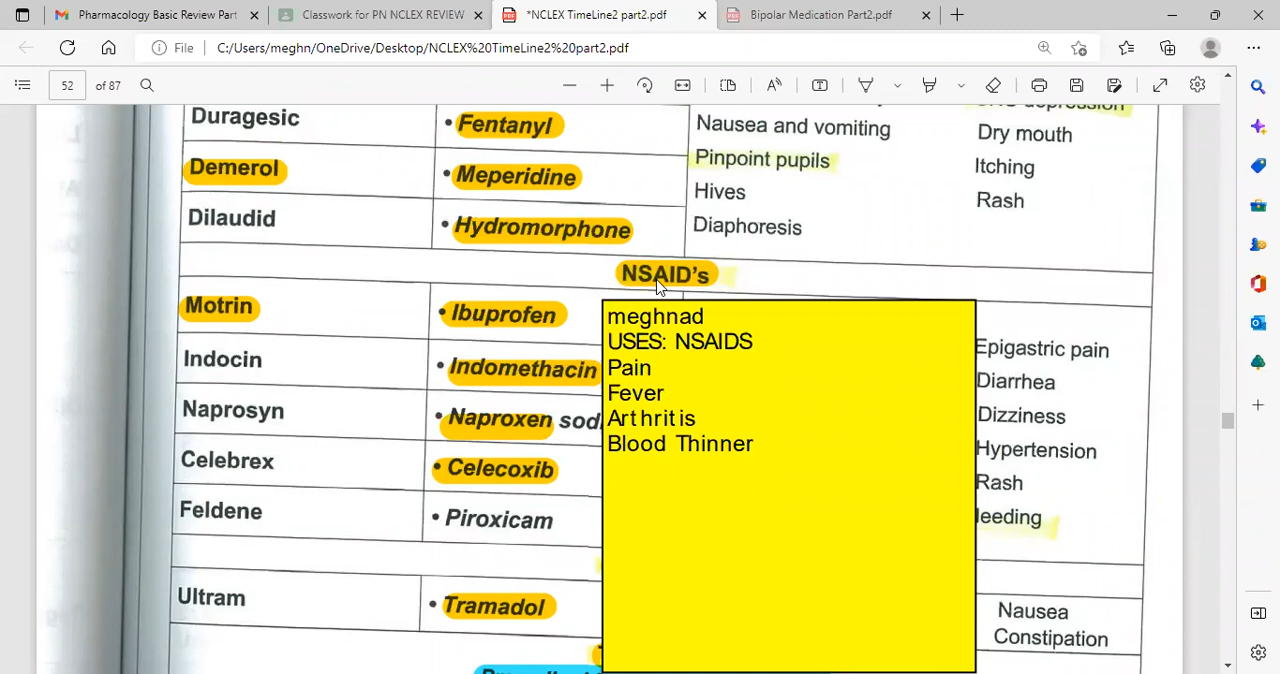 Pharmacology Basic Review Part
Classwork for PN NCLEX REVIEW
*NCLEX TimeLine2 part2.pdf
Bipolar Medication Part2.pdf
File
C:/Users/meghn/OneDrive/Desktop/NCLEX%20TimeLine2%20part2.pdf
52 of 87
Duragesic
• Fentanyl
Nausea and vomiting
Dry mouth
Demerol
• Meperidine
Pinpoint pupils
Itching
Hives
Rash
Dilaudid
• Hydromorphone
Diaphoresis
NSAID's
Motrin
• Ibuprofen
meghnad
USES: NSAIDS
Pain
Fever
Arthritis
Blood Thinner
Epigastric pain
Indocin
• Indomethacin
Diarrhea
Naprosyn
• Naproxen
Dizziness
Hypertension
Celebrex
• Celecoxib
Rash
Feldene
• Piroxicam
leeding
Ultram
• Tramadol
Nausea
Constipation